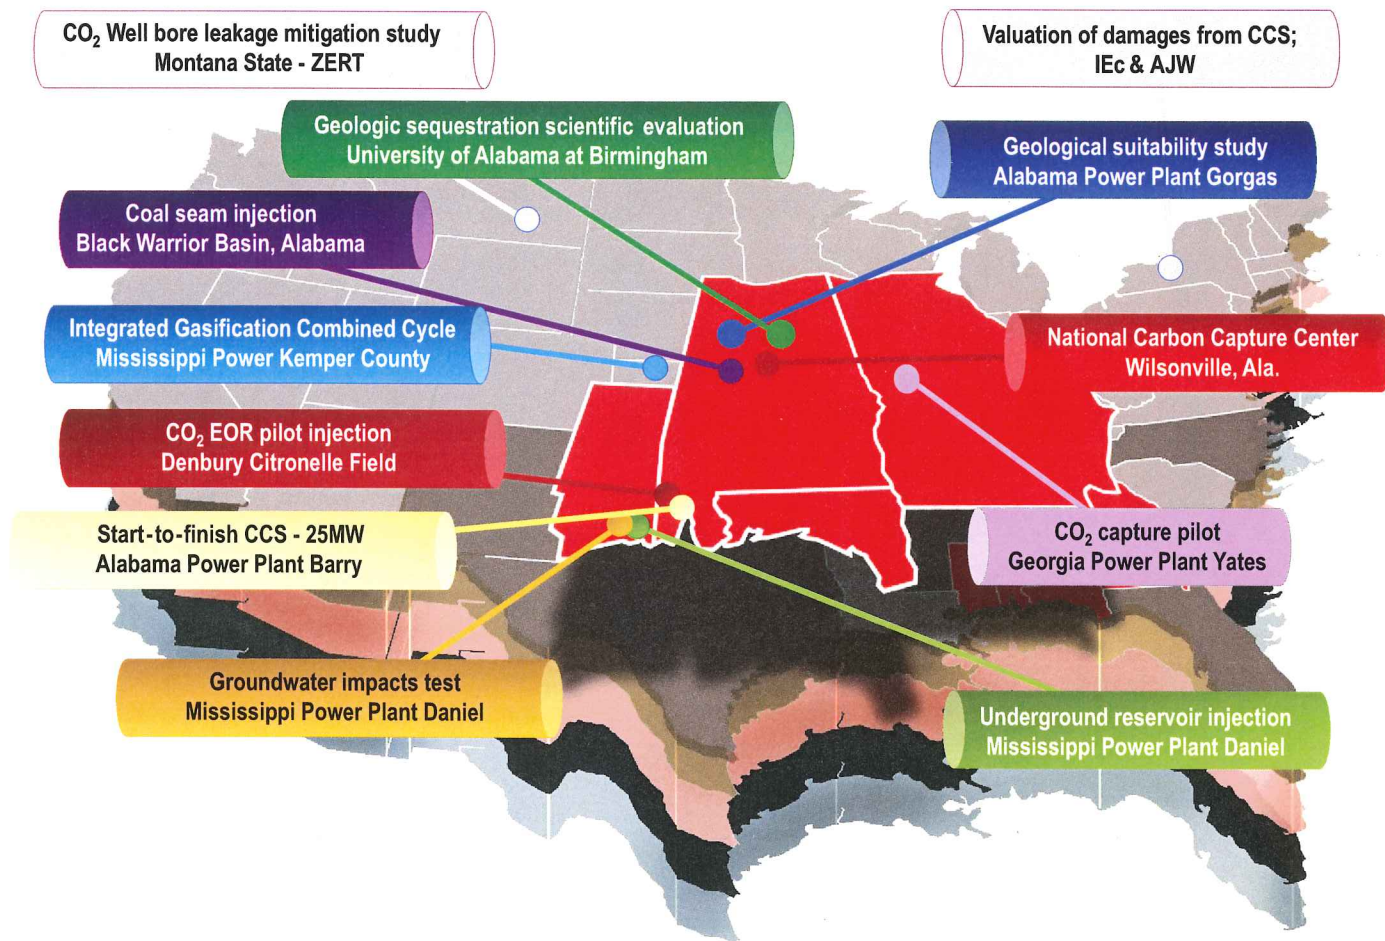 CO₂ Well bore leakage mitigation study
Montana State - ZERT
Valuation of damages from CCS;
IEc & AJW
Geologic sequestration scientific evaluation
University of Alabama at Birmingham
Geological suitability study
Alabama Power Plant Gorgas
Coal seam injection
Black Warrior Basin, Alabama
Integrated Gasification Combined Cycle
Mississippi Power Kemper County
National Carbon Capture Center
Wilsonville, Ala.
CO₂ EOR pilot injection
Denbury Citronelle Field
Start-to-finish CCS - 25MW
Alabama Power Plant Barry
CO₂ capture pilot
Georgia Power Plant Yates
Groundwater impacts test
Mississippi Power Plant Daniel
Underground reservoir injection
Mississippi Power Plant Daniel